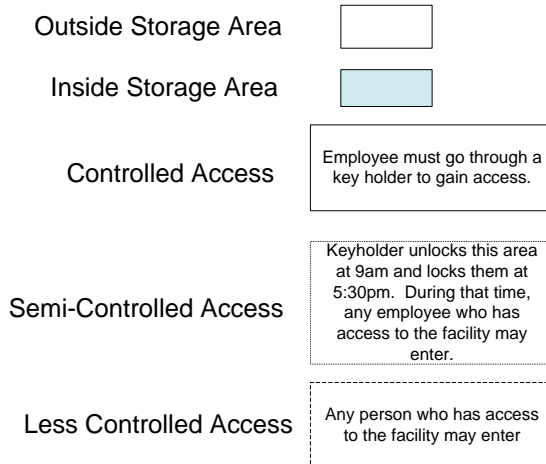 Outside Storage Area
Inside Storage Area
Controlled Access
Employee must go through a
key holder to gain access.
Semi-Controlled Access
Keyholder unlocks this area
at 9am and locks them at
5:30pm.  During that time,
any employee who has
access to the facility may
enter.
Less Controlled Access
Any person who has access
to the facility may enter